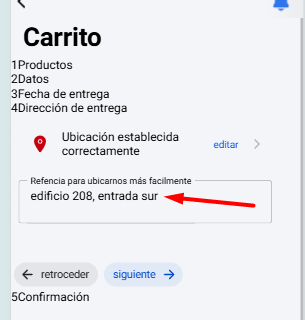 Carrito
1Productos
2Datos
3Fecha de entrega
4Dirección de entrega
Ubicación establecida
correctamente
editar
Refencia para ubicarnos más facilmente
edificio 208, entrada sur
retroceder
siguiente
5Confirmación